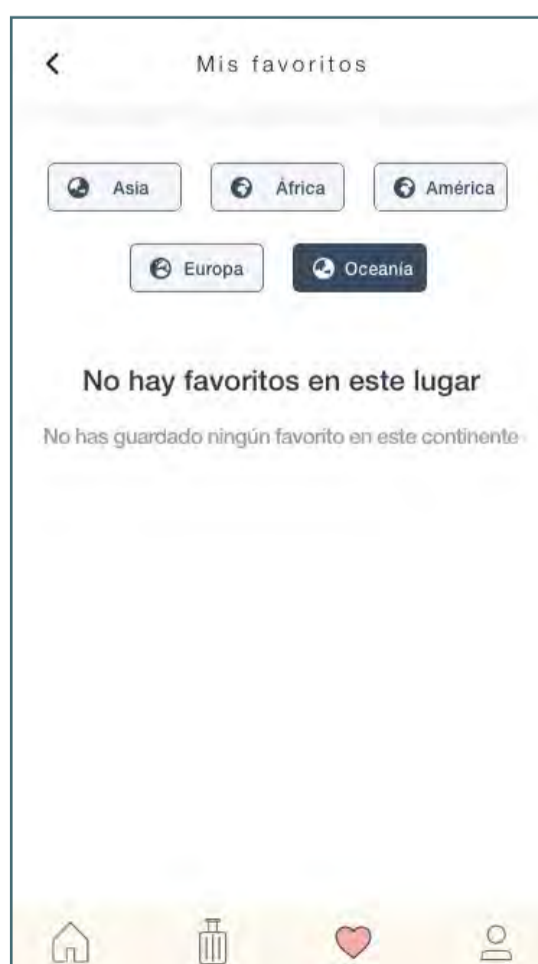 Mis favoritos
Asia África América
Europa Oceanía
No hay favoritos en este lugar
No has guardado ningún favorito en este continente